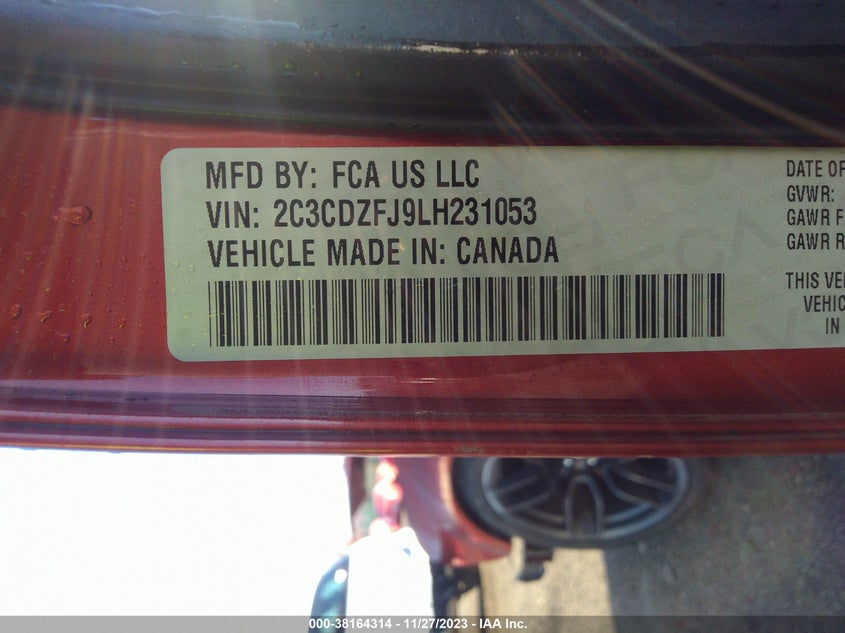 MFD BY: FCA US LLC
VIN: 2C3CDZFJ9LH231053
VEHICLE MADE IN: CANADA
DATE OF
GVWR:
GAWR F
GAWR R
THIS VE
VEHIC
IN
000-38164314 - 11/27/2023 - IAA Inc.